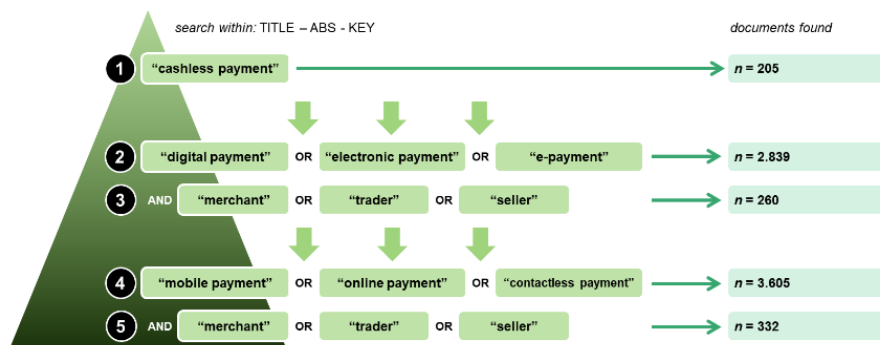 search within: TITLE – ABS - KEY documents found
1 “cashless payment” n = 205
2 “digital payment” OR “electronic payment” OR “e-payment” n = 2.839
3 AND “merchant” OR “trader” OR “seller” n = 260
4 “mobile payment” OR “online payment” OR “contactless payment” n = 3.605
5 AND “merchant” OR “trader” OR “seller” n = 332